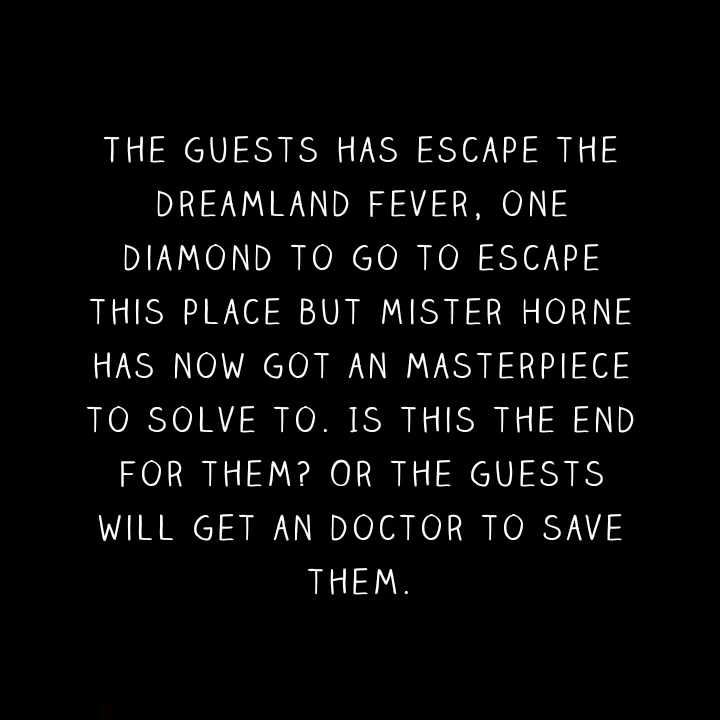 THE GUESTS HAS ESCAPE THE
DREAMLAND FEVER, ONE
DIAMOND TO GO TO ESCAPE
THIS PLACE BUT MISTER HORNE
HAS NOW GOT AN MASTERPIECE
TO SOLVE TO. IS THIS THE END
FOR THEM? OR THE GUESTS
WILL GET AN DOCTOR TO SAVE
THEM.